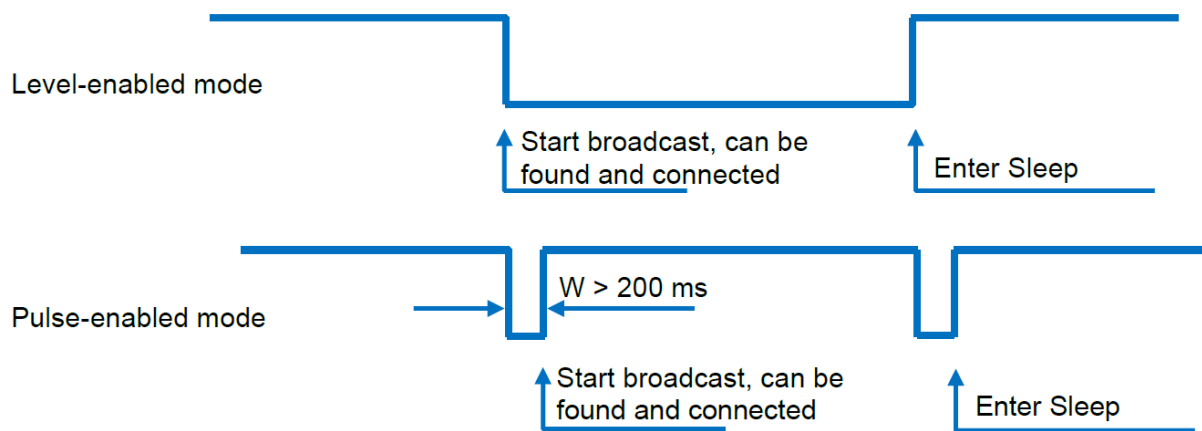 Level-enabled mode
Start broadcast, can be
found and connected
Enter Sleep
W > 200 ms
Pulse-enabled mode
Start broadcast, can be
found and connected
Enter Sleep